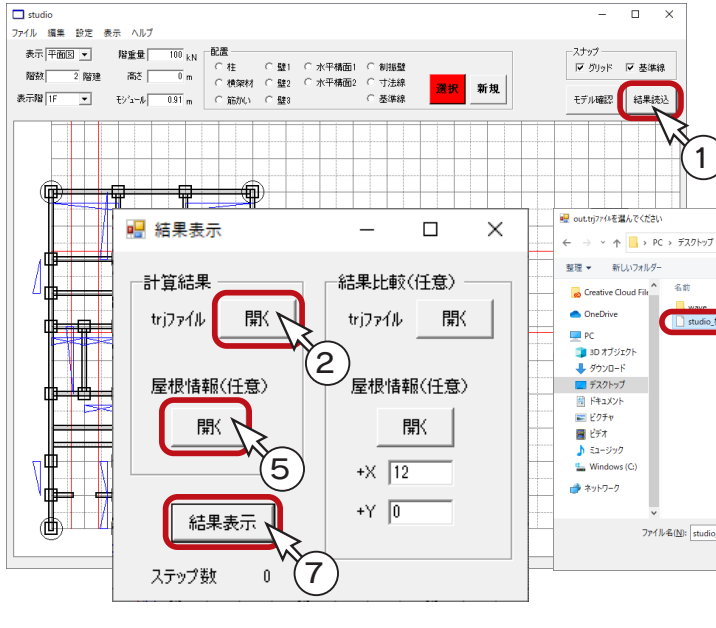 studio
ファイル 編集 設定 表示 ヘルプ
表示 平面図
階重量 100 kN
配置
柱 壁1 水平構面1 制振壁
スナップ
グリッド 基準線
階数 2 階建
高さ 0 m
横架材 壁2 水平構面2 寸法線
選択 新規
表示階 1F
モジュール 0.91 m
筋かい 壁3 基準線
モデル確認 結果読込
1
結果表示
計算結果
trjファイル 開く
2
屋根情報(任意)
開く
5
結果表示
7
ステップ数 0
結果比較(任意)
trjファイル 開く
屋根情報(任意)
開く
+X 12
+Y 0
out.trjファイルを選んでください
PC › デスクトップ
整理 新しいフォルダー
名前
Creative Cloud File
wave
OneDrive
studio_
PC
3D オブジェクト
ダウンロード
デスクトップ
ドキュメント
ピクチャ
ビデオ
ミュージック
Windows (C:)
ネットワーク
ファイル名(N): studio_